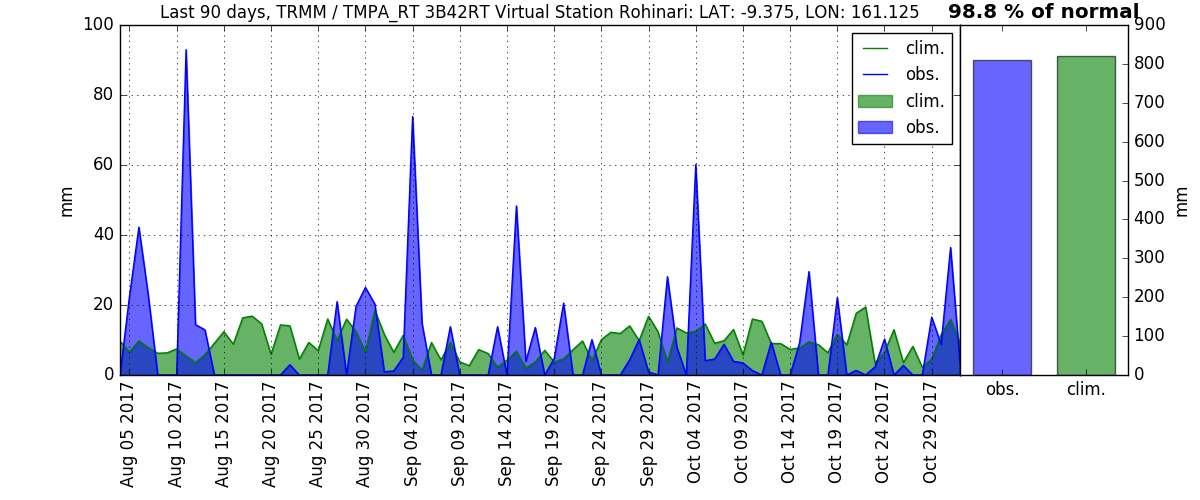 Last 90 days, TRMM / TMPA_RT 3B42RT Virtual Station Rohinari: LAT: -9.375, LON: 161.125
98.8 % of normal
clim.
obs.
clim.
obs.
100
80
60
40
20
0
mm
900
800
700
600
500
400
300
200
100
0
mm
Aug 05 2017
Aug 10 2017
Aug 15 2017
Aug 20 2017
Aug 25 2017
Aug 30 2017
Sep 04 2017
Sep 09 2017
Sep 14 2017
Sep 19 2017
Sep 24 2017
Sep 29 2017
Oct 04 2017
Oct 09 2017
Oct 14 2017
Oct 19 2017
Oct 24 2017
Oct 29 2017
obs.
clim.